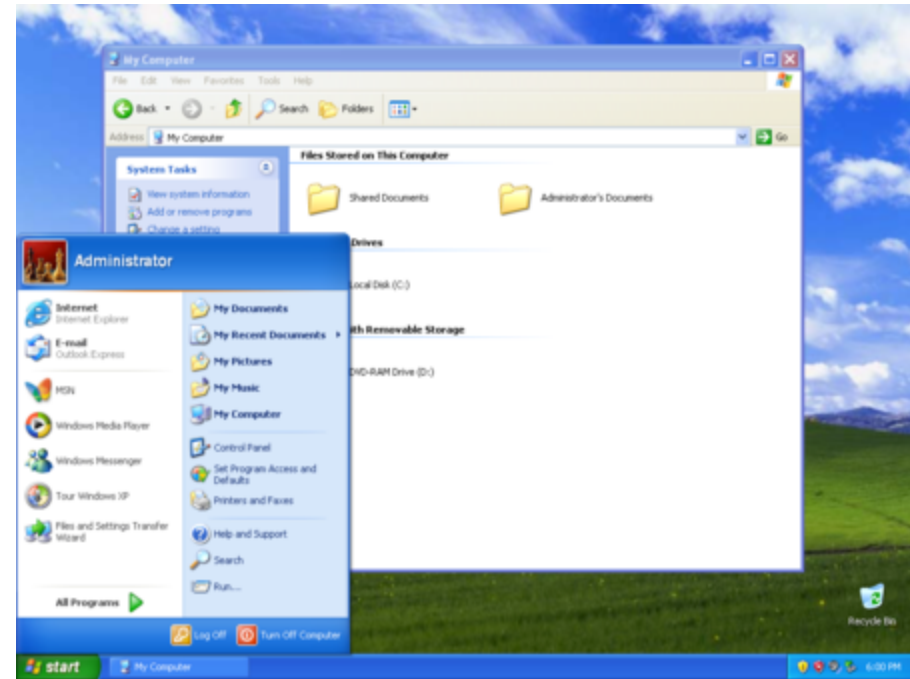 My Computer
File Edit View Favorites Tools Help
Back Search Folders
Address My Computer Go
System Tasks
View system information
Add or remove programs
Change a setting
Files Stored on This Computer
Shared Documents Administrator's Documents
Drives
Local Disk (C:)
ith Removable Storage
DVD-RAM Drive (D:)
Administrator
Internet
Internet Explorer
E-mail
Outlook Express
MSN
Windows Media Player
Windows Messenger
Tour Windows XP
Files and Settings Transfer
Wizard
All Programs
My Documents
My Recent Documents
My Pictures
My Music
My Computer
Control Panel
Set Program Access and
Defaults
Printers and Faxes
Help and Support
Search
Run...
Log Off Turn Off Computer
Recycle Bin
start My Computer 6:00 PM